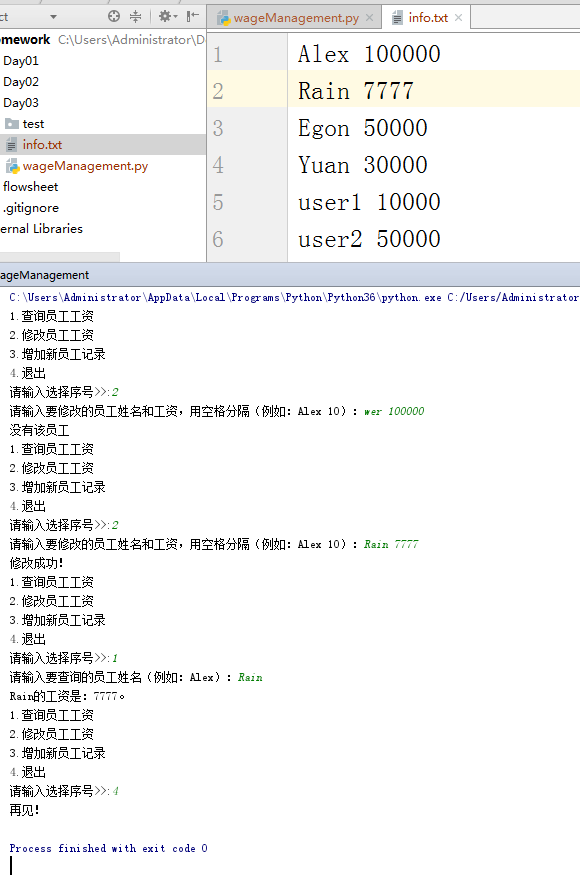 ct
wageManagement.py
info.txt
omework C:\Users\Administrator\D
Day01
Day02
Day03
test
info.txt
wageManagement.py
flowsheet
.gitignore
ernal Libraries
1 Alex 100000
2 Rain 7777
3 Egon 50000
4 Yuan 30000
5 user1 10000
6 user2 50000
ageManagement
C:\Users\Administrator\AppData\Local\Programs\Python\Python36\python.exe C:/Users/Administrator
1.查询员工工资
2.修改员工工资
3.增加新员工记录
4.退出
请输入选择序号>>:2
请输入要修改的员工姓名和工资，用空格分隔（例如：Alex 10）：wer 100000
没有该员工
1.查询员工工资
2.修改员工工资
3.增加新员工记录
4.退出
请输入选择序号>>:2
请输入要修改的员工姓名和工资，用空格分隔（例如：Alex 10）：Rain 7777
修改成功！
1.查询员工工资
2.修改员工工资
3.增加新员工记录
4.退出
请输入选择序号>>:1
请输入要查询的员工姓名（例如：Alex）：Rain
Rain的工资是：7777。
1.查询员工工资
2.修改员工工资
3.增加新员工记录
4.退出
请输入选择序号>>:4
再见！
Process finished with exit code 0